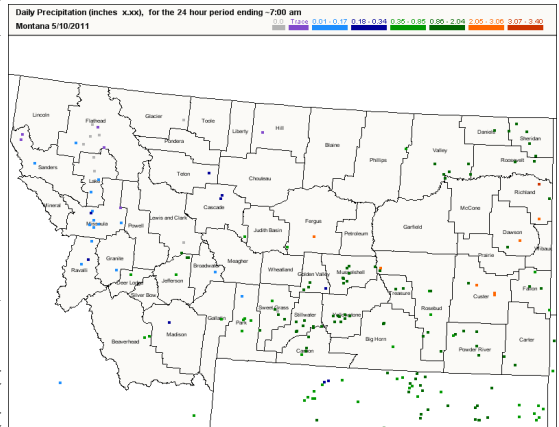 Daily Precipitation (inches x.xx), for the 24 hour period ending ~7:00 am
Montana 5/10/2011
0.0 Trace 0.01 - 0.17 0.18 - 0.34 0.35 - 0.85 0.86 - 2.04 2.05 - 3.06 3.07 - 3.40
Lincoln Flathead Glacier Toole Liberty Hill Blaine Phillips Valley Daniels Sheridan
Pondera Roosevelt
Sanders Lake Teton Chouteau Richland
Mineral Missoula Powell Lewis and Clark Cascade Judith Basin Fergus Petroleum Garfield McCone Dawson
Wibaux
Prairie
Ravalli Granite Deer Lodge Silver Bow Jefferson Broadwater Meagher Wheatland Golden Valley Musselshell Treasure Rosebud Custer Fallon
Beaverhead Madison Gallatin Park Sweet Grass Stillwater Yellowstone Big Horn Powder River Carter
Carbon